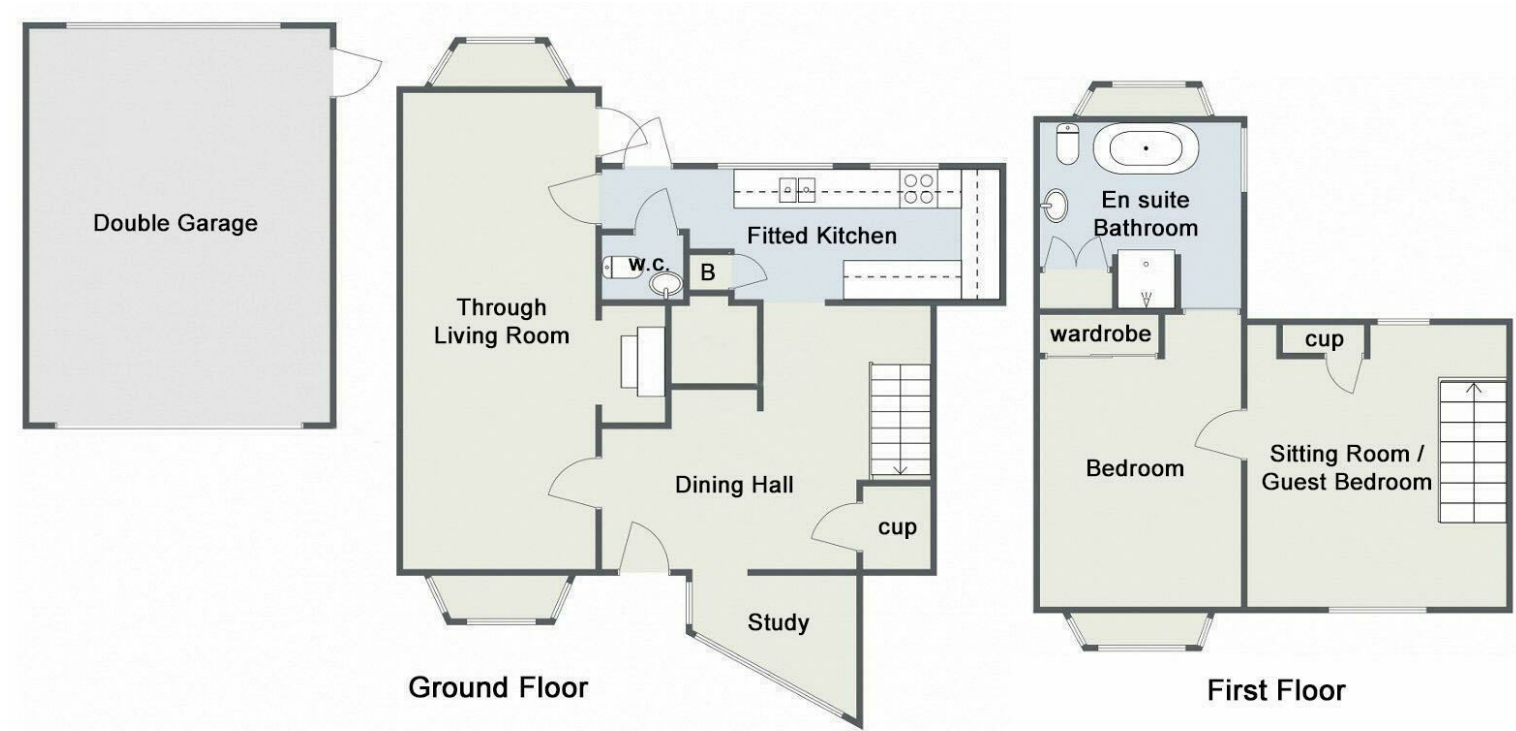 Double Garage
Through
Living Room
w.c.
B
Fitted Kitchen
Dining Hall
cup
Study
Ground Floor
En suite
Bathroom
wardrobe
cup
Bedroom
Sitting Room /
Guest Bedroom
First Floor